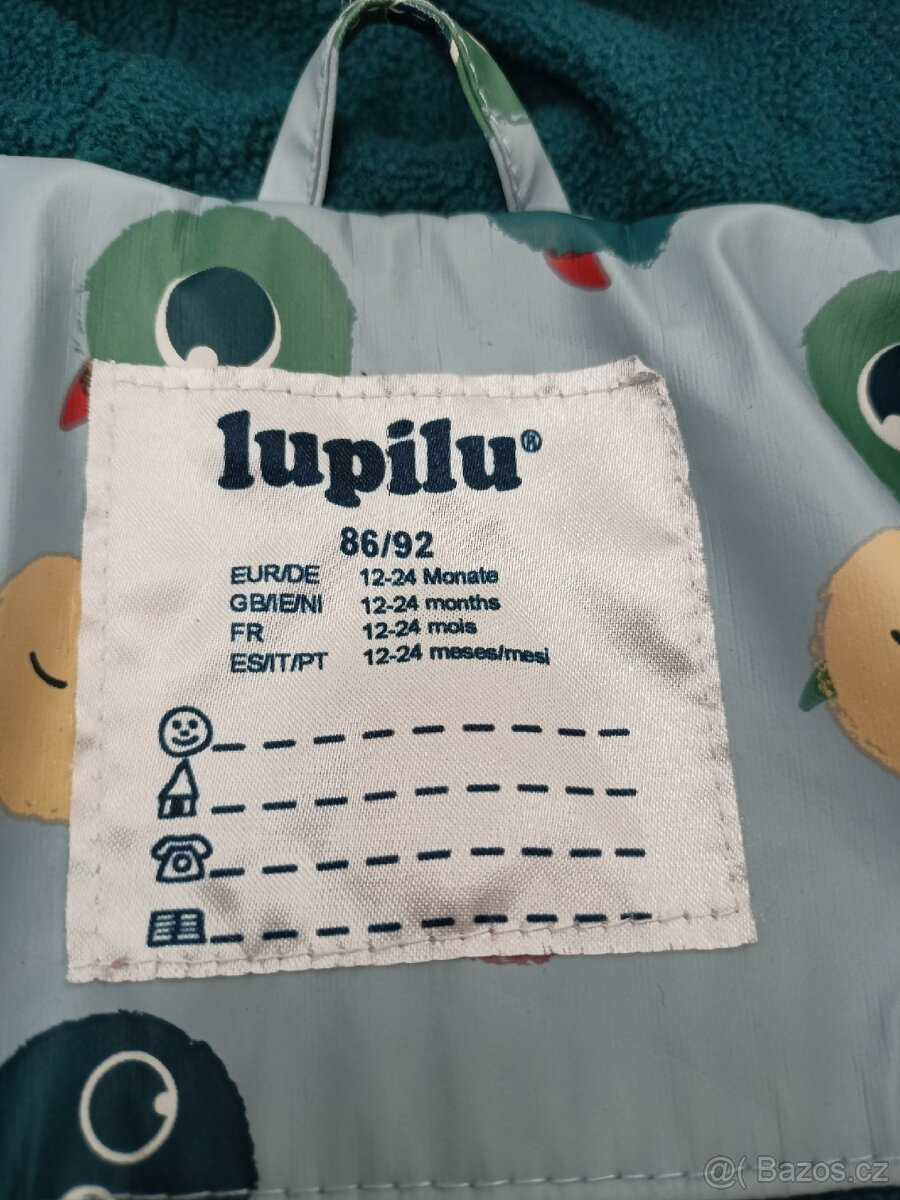 lupilu®
86/92
EUR/DE 12-24 Monate
GB/IE/NI 12-24 months
FR 12-24 mois
ES/IT/PT 12-24 meses/mesi
@( Bazos.cz